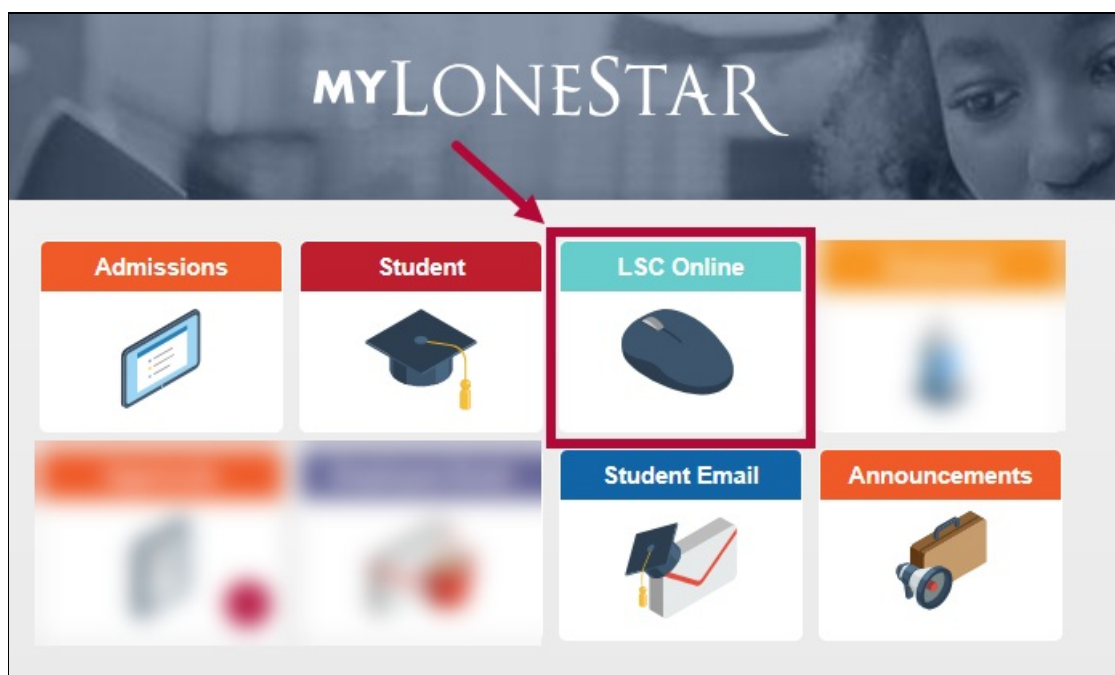 MYLONESTAR
Admissions
Student
LSC Online
Student Email
Announcements